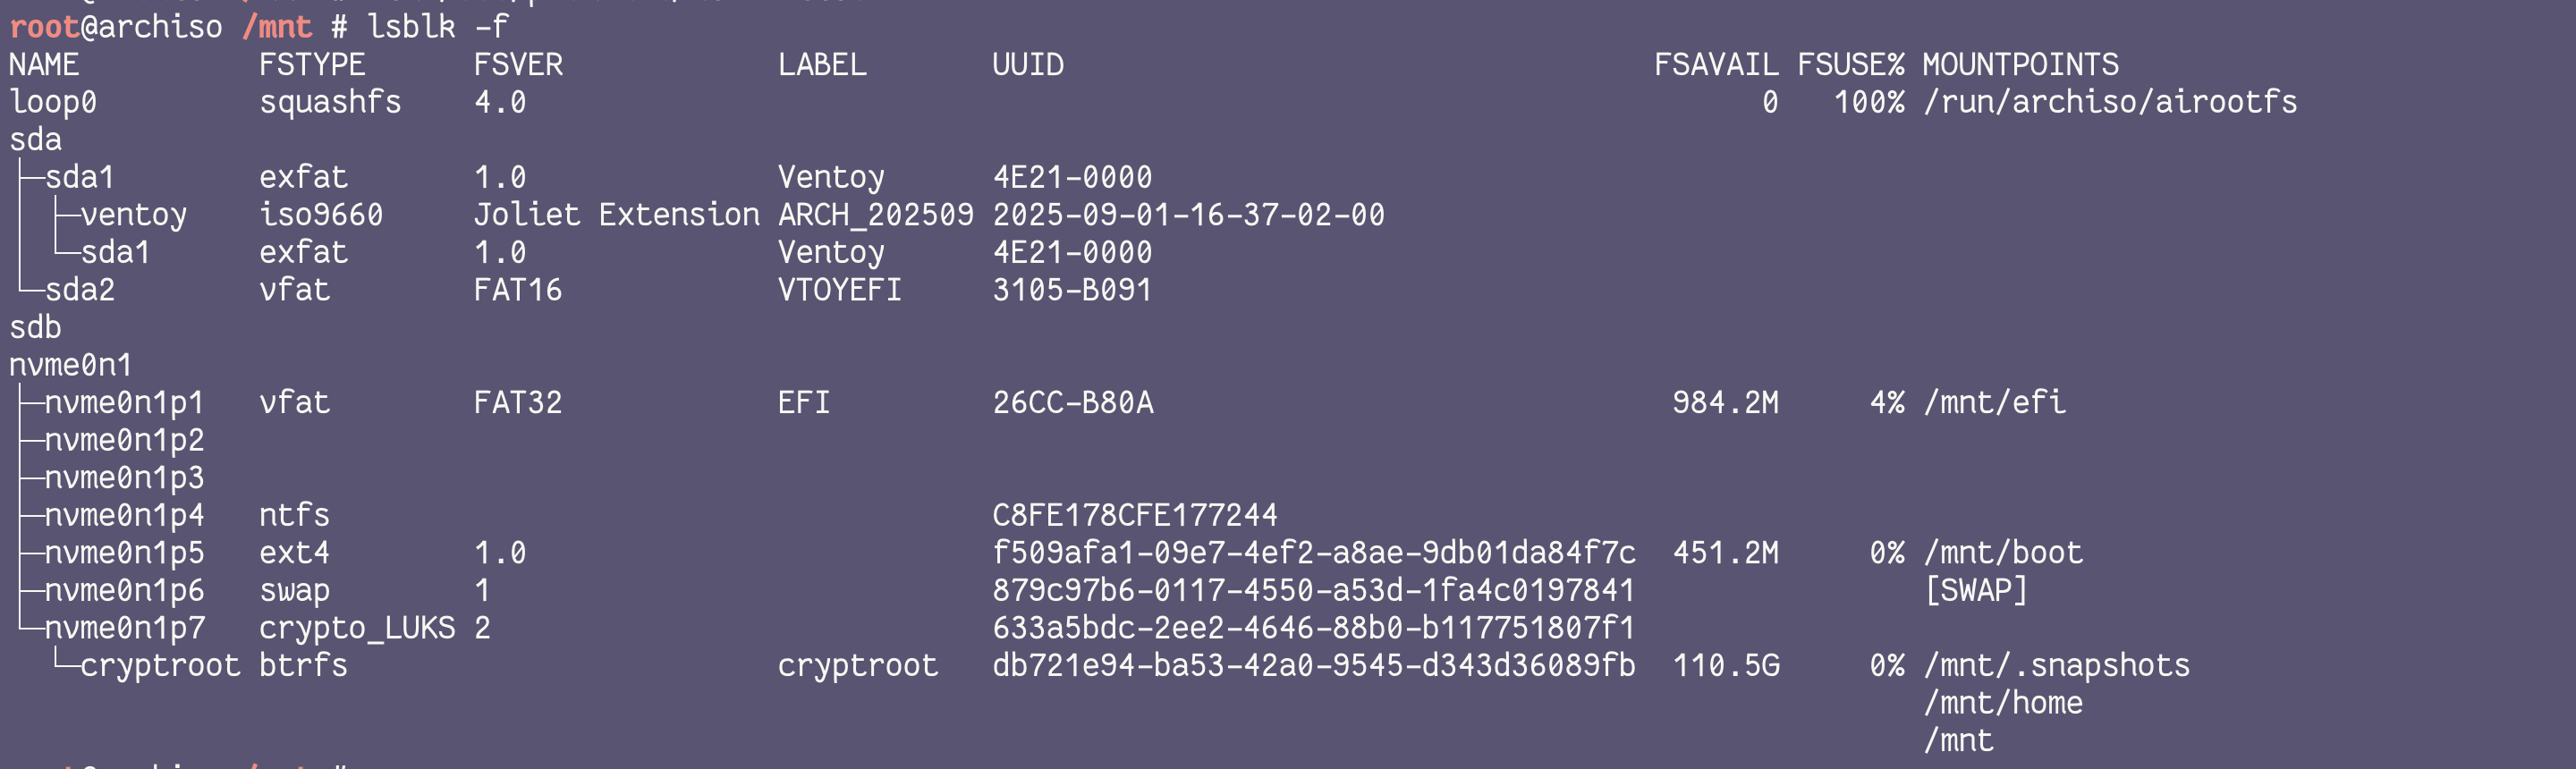 root@archiso /mnt # lsblk -f
NAME FSTYPE FSVER LABEL UUID FSAVAIL FSUSE% MOUNTPOINTS
loop0 squashfs 4.0 0 100% /run/archiso/airootfs
sda
├─sda1 exfat 1.0 Ventoy 4E21-0000
│ ├─ventoy iso9660 Joliet Extension ARCH_202509 2025-09-01-16-37-02-00
│ └─sda1 exfat 1.0 Ventoy 4E21-0000
└─sda2 vfat FAT16 VTOYEFI 3105-B091
sdb
nvme0n1
├─nvme0n1p1 vfat FAT32 EFI 26CC-B80A 984.2M 4% /mnt/efi
├─nvme0n1p2
├─nvme0n1p3
├─nvme0n1p4 ntfs C8FE178CFE177244
├─nvme0n1p5 ext4 1.0 f509afa1-09e7-4ef2-a8ae-9db01da84f7c 451.2M 0% /mnt/boot
├─nvme0n1p6 swap 1 879c97b6-0117-4550-a53d-1fa4c0197841 [SWAP]
└─nvme0n1p7 crypto_LUKS 2 633a5bdc-2ee2-4646-88b0-b117751807f1
└─cryptroot btrfs cryptroot db721e94-ba53-42a0-9545-d343d36089fb 110.5G 0% /mnt/.snapshots
/mnt/home
/mnt